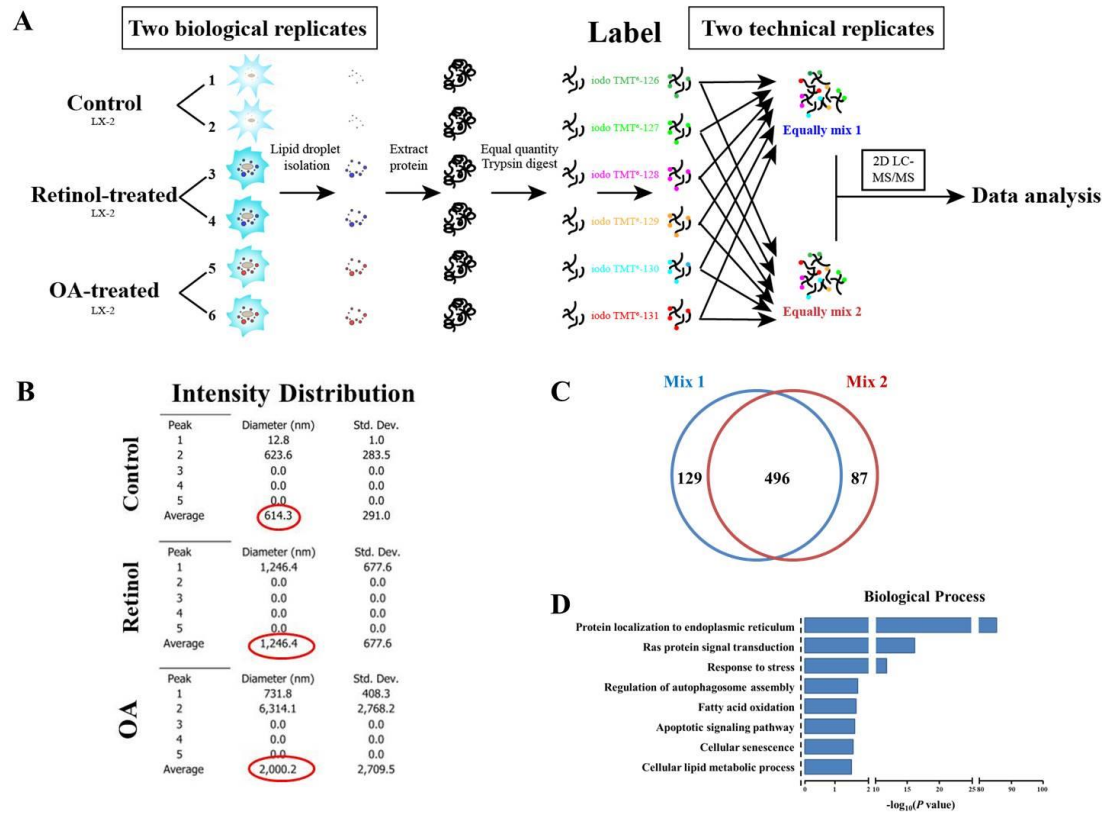 A
Two biological replicates
Label
Two technical replicates
Control
LX-2
1
2
Retinol-treated
LX-2
3
4
OA-treated
LX-2
5
6
Lipid droplet
isolation
Extract
protein
Equal quantity
Trypsin digest
iodo TMT®-126
iodo TMT®-127
iodo TMT®-128
iodo TMT®-129
iodo TMT®-130
iodo TMT®-131
Equally mix 1
Equally mix 2
2D LC-
MS/MS
Data analysis
B
Intensity Distribution
Control
Peak Diameter (nm) Std. Dev.
1 12.8 1.0
2 623.6 283.5
3 0.0 0.0
4 0.0 0.0
5 0.0 0.0
Average 614.3 291.0
Retinol
Peak Diameter (nm) Std. Dev.
1 1,246.4 677.6
2 0.0 0.0
3 0.0 0.0
4 0.0 0.0
5 0.0 0.0
Average 1,246.4 677.6
OA
Peak Diameter (nm) Std. Dev.
1 731.8 408.3
2 6,314.1 2,768.2
3 0.0 0.0
4 0.0 0.0
5 0.0 0.0
Average 2,000.2 2,709.5
C
Mix 1
Mix 2
129
496
87
D
Biological Process
Protein localization to endoplasmic reticulum
Ras protein signal transduction
Response to stress
Regulation of autophagosome assembly
Fatty acid oxidation
Apoptotic signaling pathway
Cellular senescence
Cellular lipid metabolic process
0 1 2 10 15 20 25 80 90 100
-log10(P value)